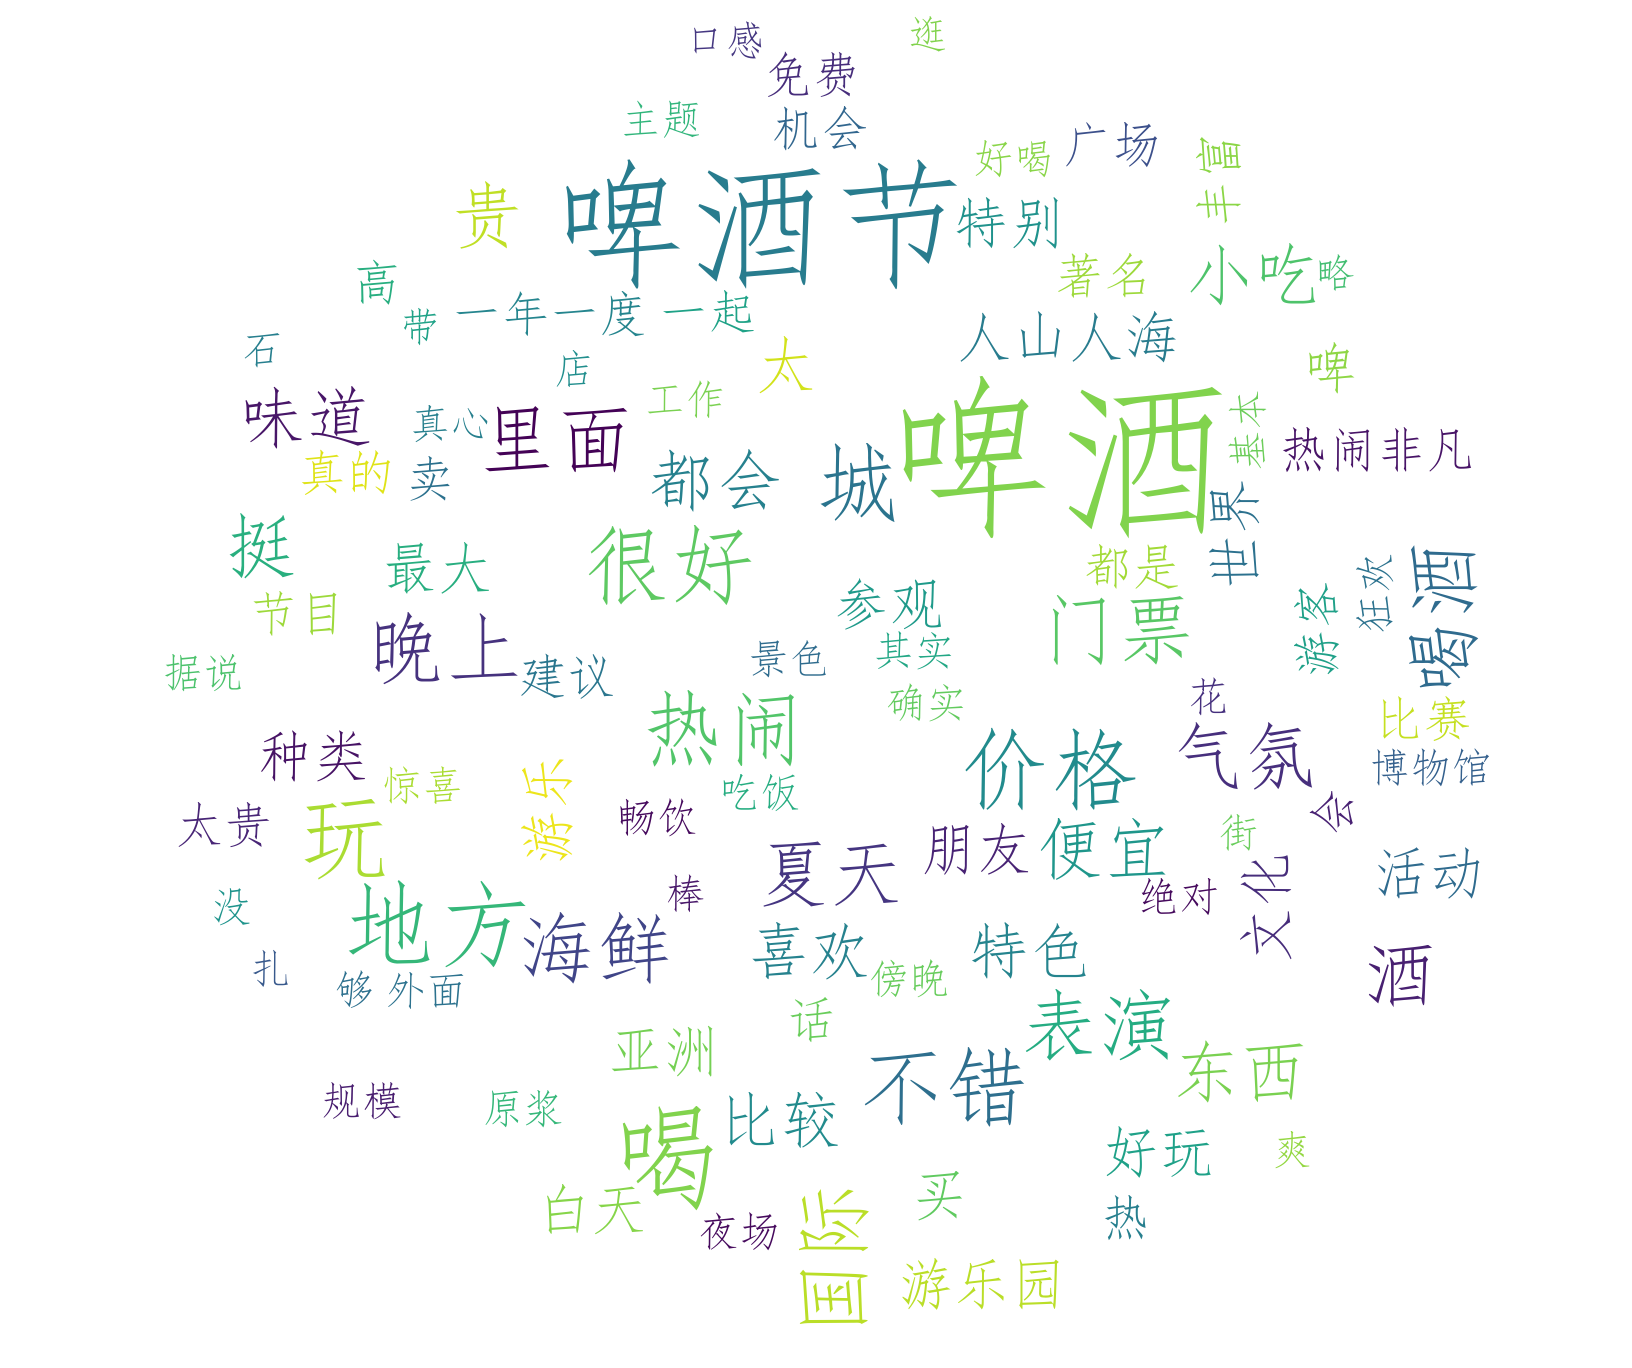 口感
逛
免费
主题
机会
好喝
广场
丰富
贵
啤酒节
特别
著名
小吃
略
高
带
一年一度
一起
人山人海
石
店
太
啤
味道
真心
里面
工作
啤酒
基本
热闹非凡
真的
卖
都会
城
世界
挺
最大
很好
都是
喝酒
节目
参观
门票
游客
狂欢
晚上
建议
景色
其实
据说
确实
花
比赛
种类
热闹
价格
气氛
博物馆
惊喜
游乐
吃饭
太贵
玩
畅饮
朋友
便宜
街
会
夏天
活动
没
地方
棒
绝对
文化
海鲜
喜欢
特色
酒
扎
够
外面
傍晚
话
表演
亚洲
不错
东西
规模
原浆
喝
比较
好玩
爽
白天
夜场
国际
买
热
游乐园